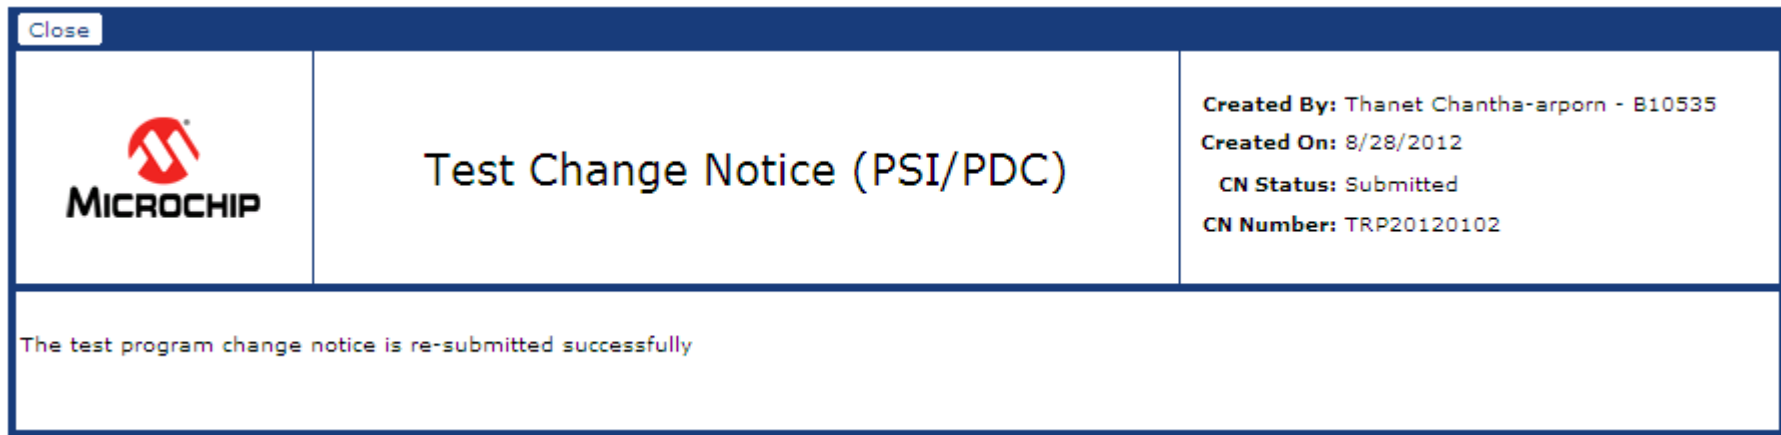 Close
MICROCHIP
Test Change Notice (PSI/PDC)
Created By: Thanet Chantha-arporn - B10535
Created On: 8/28/2012
CN Status: Submitted
CN Number: TRP20120102
The test program change notice is re-submitted successfully